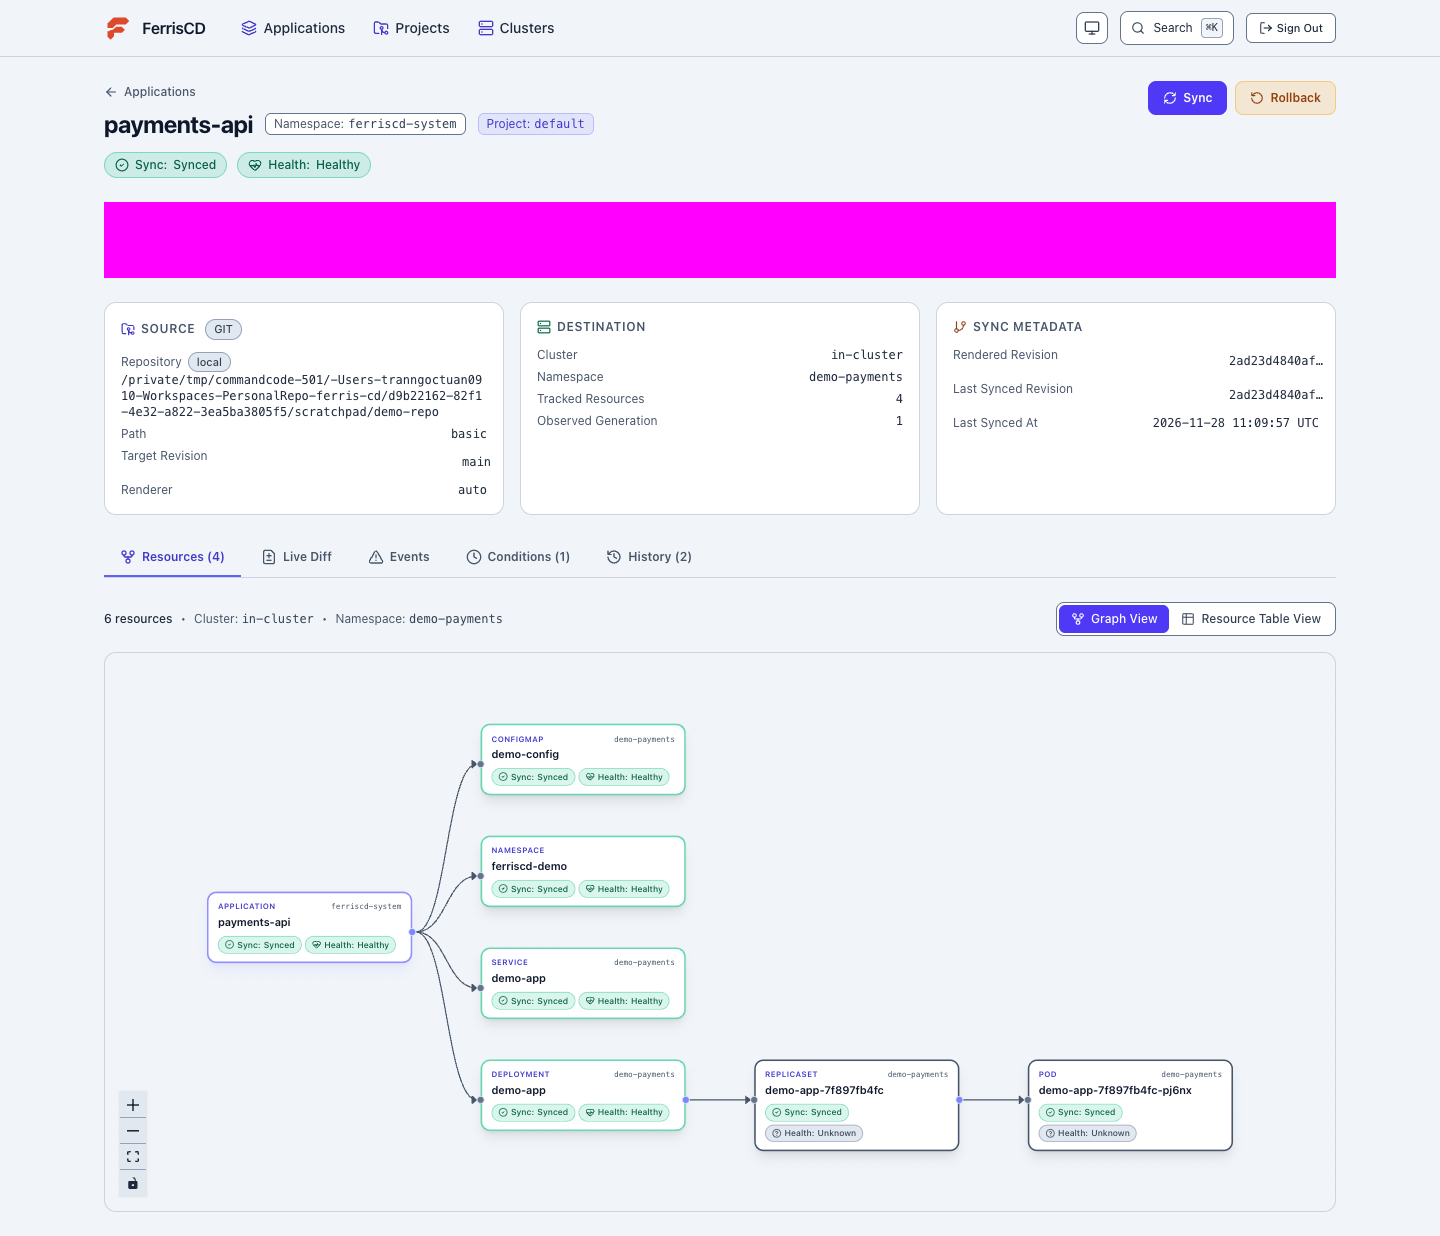 FerrisCD
Applications
Projects
Clusters
Search ⌘K
Sign Out
Applications
Sync
Rollback
payments-api
Namespace: ferriscd-system
Project: default
Sync: Synced
Health: Healthy
SOURCE GIT
Repository local
/private/tmp/commandcode-501/-Users-tranngoctuan09
10-Workspaces-PersonalRepo-ferris-cd/d9b22162-82f1
-4e32-a822-3ea5ba3805f5/scratchpad/demo-repo
Path basic
Target Revision main
Renderer auto
DESTINATION
Cluster in-cluster
Namespace demo-payments
Tracked Resources 4
Observed Generation 1
SYNC METADATA
Rendered Revision 2ad23d4840af…
Last Synced Revision 2ad23d4840af…
Last Synced At 2026-11-28 11:09:57 UTC
Resources (4)
Live Diff
Events
Conditions (1)
History (2)
6 resources • Cluster: in-cluster • Namespace: demo-payments
Graph View
Resource Table View
CONFIGMAP demo-payments
demo-config
Sync: Synced Health: Healthy
NAMESPACE
ferriscd-demo
Sync: Synced Health: Healthy
APPLICATION ferriscd-system
payments-api
Sync: Synced Health: Healthy
SERVICE demo-payments
demo-app
Sync: Synced Health: Healthy
DEPLOYMENT demo-payments
demo-app
Sync: Synced Health: Healthy
REPLICASET demo-payments
demo-app-7f897fb4fc
Sync: Synced
Health: Unknown
POD demo-payments
demo-app-7f897fb4fc-pj6nx
Sync: Synced
Health: Unknown